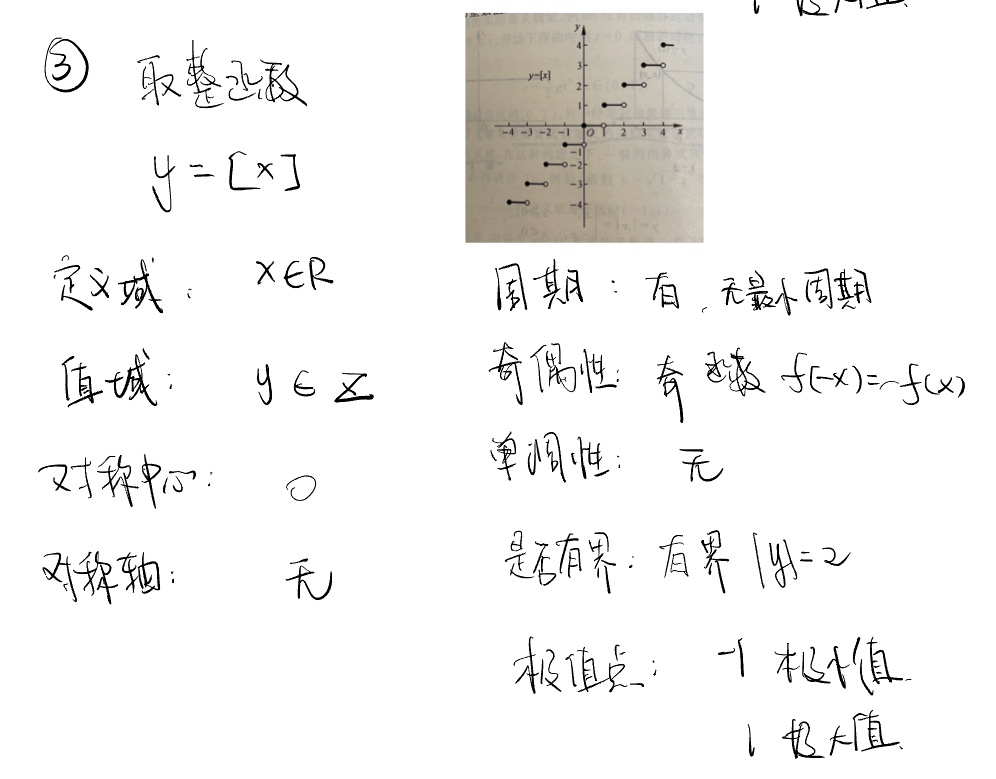 ③ 取整函数
y=[x]
y
4
3
2
1
y=[x]
-4 -3 -2 -1 O 1 2 3 4 x
-1
-2
-3
-4
定义域: x∈R
值域: y∈Z
对称中心: 0
对称轴: 无
周期: 有, 无最小周期
奇偶性: 奇函数 f(-x)=-f(x)
单调性: 无
是否有界: 有界 |y|=2
极值点: -1 极小值
1 极大值